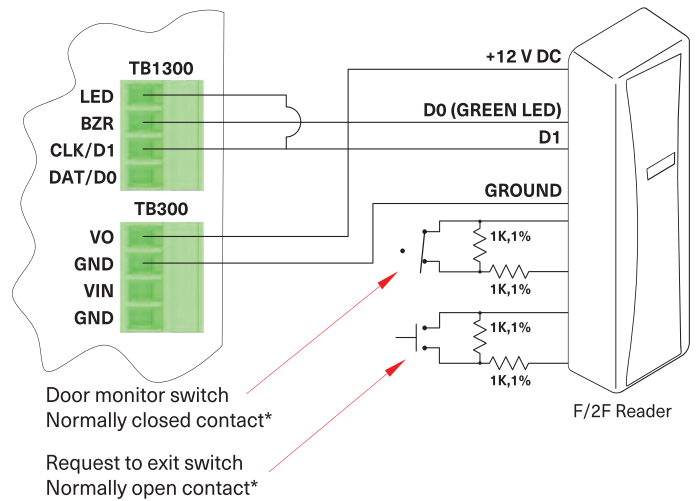 TB1300
LED
BZR
CLK/D1
DAT/D0
TB300
VO
GND
VIN
GND
+12 V DC
D0 (GREEN LED)
D1
GROUND
1K,1%
1K,1%
1K,1%
1K,1%
F/2F Reader
Door monitor switch
Normally closed contact*
Request to exit switch
Normally open contact*